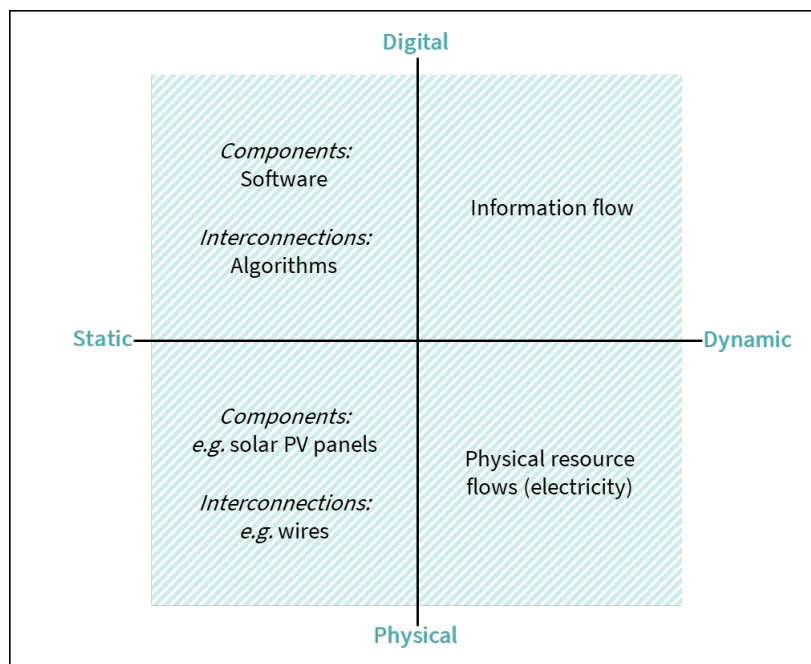 Digital
Components:
Software
Interconnections:
Algorithms
Information flow
Static
Dynamic
Components:
e.g. solar PV panels
Interconnections:
e.g. wires
Physical resource
flows (electricity)
Physical